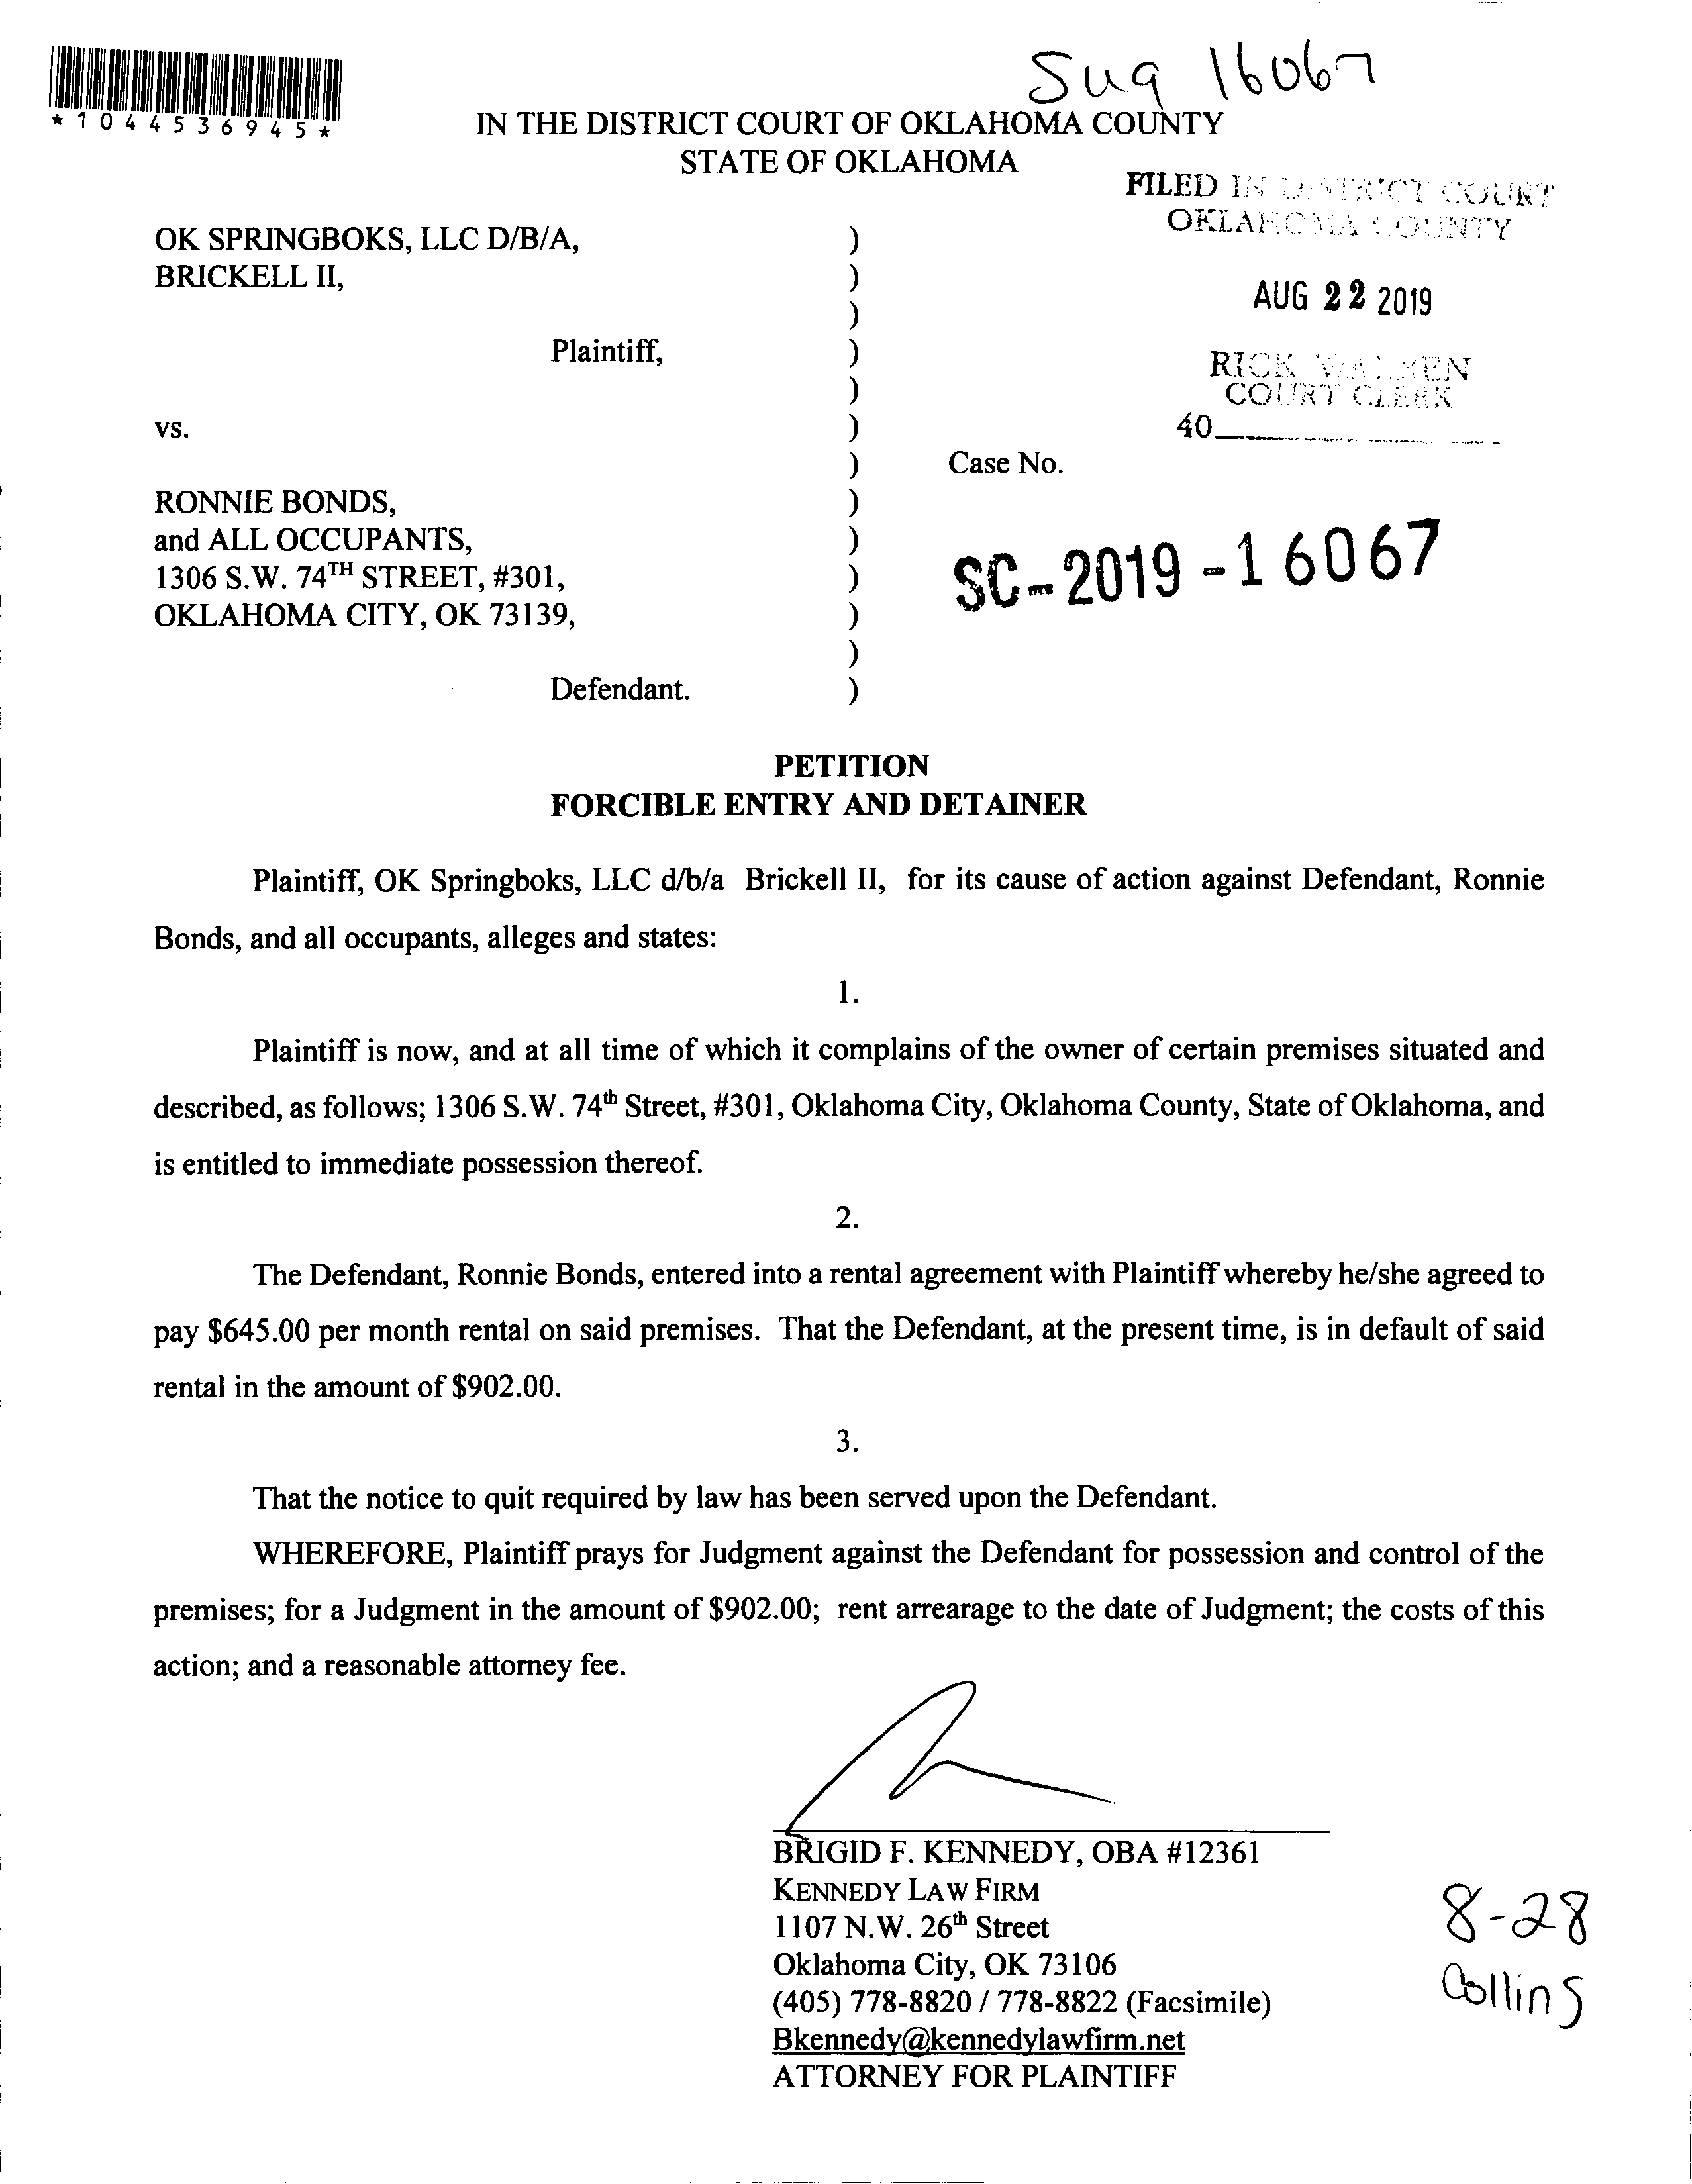 Sug 16067
*1044536945*
IN THE DISTRICT COURT OF OKLAHOMA COUNTY
STATE OF OKLAHOMA
FILED IN DISTRICT COURT
OKLAHOMA COUNTY
OK SPRINGBOKS, LLC D/B/A, )
BRICKELL II, )
)
AUG 22 2019
Plaintiff, )
)
RICK WARREN
COURT CLERK
vs. )
40
) Case No.
RONNIE BONDS, )
and ALL OCCUPANTS, )
SC-2019-16067
1306 S.W. 74TH STREET, #301, )
OKLAHOMA CITY, OK 73139, )
)
Defendant. )
PETITION
FORCIBLE ENTRY AND DETAINER
Plaintiff, OK Springboks, LLC d/b/a Brickell II, for its cause of action against Defendant, Ronnie
Bonds, and all occupants, alleges and states:
1.
Plaintiff is now, and at all time of which it complains of the owner of certain premises situated and
described, as follows; 1306 S.W. 74th Street, #301, Oklahoma City, Oklahoma County, State of Oklahoma, and
is entitled to immediate possession thereof.
2.
The Defendant, Ronnie Bonds, entered into a rental agreement with Plaintiff whereby he/she agreed to
pay $645.00 per month rental on said premises. That the Defendant, at the present time, is in default of said
rental in the amount of $902.00.
3.
That the notice to quit required by law has been served upon the Defendant.
WHEREFORE, Plaintiff prays for Judgment against the Defendant for possession and control of the
premises; for a Judgment in the amount of $902.00; rent arrearage to the date of Judgment; the costs of this
action; and a reasonable attorney fee.
BRIGID F. KENNEDY, OBA #12361
KENNEDY LAW FIRM
1107 N.W. 26th Street
Oklahoma City, OK 73106
(405) 778-8820 / 778-8822 (Facsimile)
Bkennedy@kennedylawfirm.net
ATTORNEY FOR PLAINTIFF
8-28
Collins